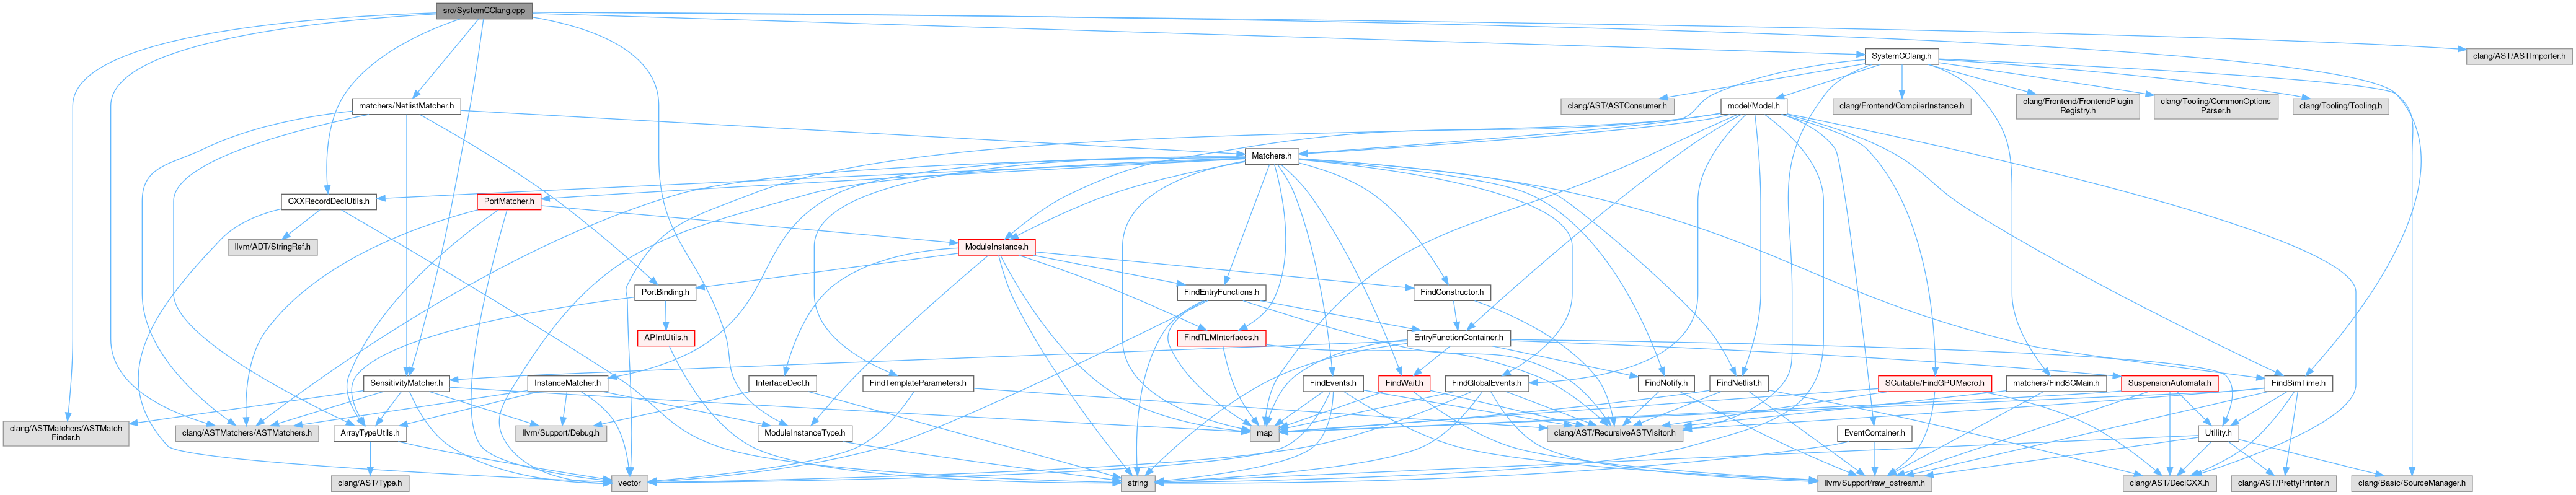 src/SystemCClang.cpp
SystemCClang.h
clang/AST/ASTImporter.h
matchers/NetlistMatcher.h
clang/AST/ASTConsumer.h
model/Model.h
clang/Frontend/CompilerInstance.h
clang/Frontend/FrontendPlugin
Registry.h
clang/Tooling/CommonOptions
Parser.h
clang/Tooling/Tooling.h
Matchers.h
CXXRecordDeclUtils.h
PortMatcher.h
llvm/ADT/StringRef.h
ModuleInstance.h
PortBinding.h
FindEntryFunctions.h
FindConstructor.h
APIntUtils.h
FindTLMInterfaces.h
EntryFunctionContainer.h
SensitivityMatcher.h
InstanceMatcher.h
InterfaceDecl.h
FindTemplateParameters.h
FindEvents.h
FindWait.h
FindGlobalEvents.h
FindNotify.h
FindNetlist.h
SCuitable/FindGPUMacro.h
matchers/FindSCMain.h
SuspensionAutomata.h
FindSimTime.h
clang/ASTMatchers/ASTMatch
Finder.h
clang/ASTMatchers/ASTMatchers.h
ArrayTypeUtils.h
llvm/Support/Debug.h
ModuleInstanceType.h
map
clang/AST/RecursiveASTVisitor.h
EventContainer.h
Utility.h
clang/AST/Type.h
vector
string
llvm/Support/raw_ostream.h
clang/AST/DeclCXX.h
clang/AST/PrettyPrinter.h
clang/Basic/SourceManager.h